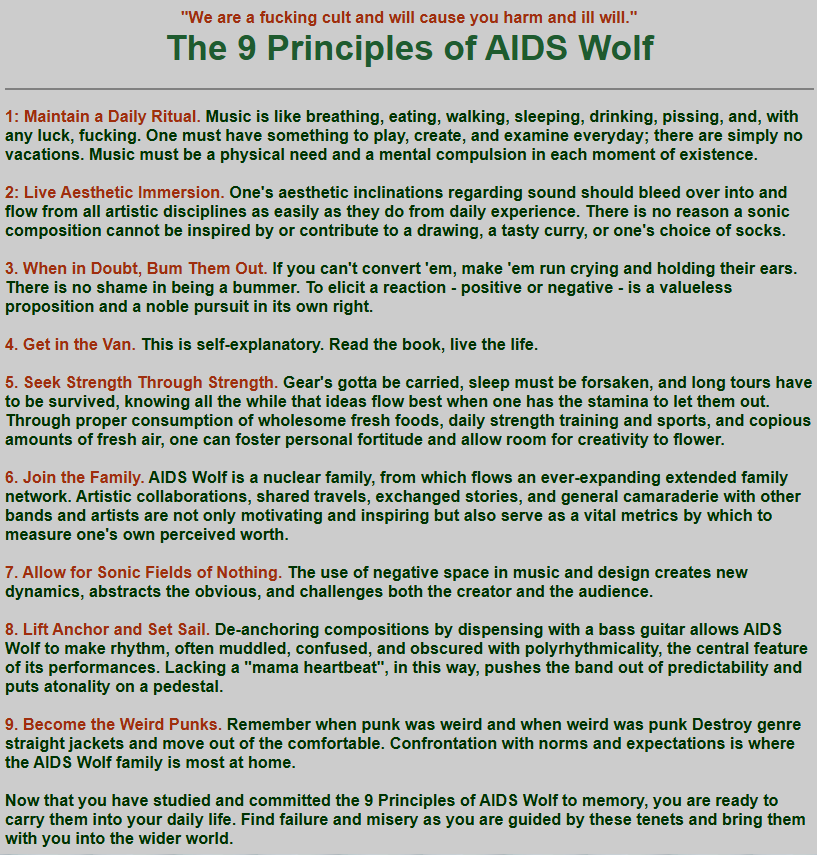 "We are a fucking cult and will cause you harm and ill will."
The 9 Principles of AIDS Wolf
1: Maintain a Daily Ritual. Music is like breathing, eating, walking, sleeping, drinking, pissing, and, with
any luck, fucking. One must have something to play, create, and examine everyday; there are simply no
vacations. Music must be a physical need and a mental compulsion in each moment of existence.
2: Live Aesthetic Immersion. One's aesthetic inclinations regarding sound should bleed over into and
flow from all artistic disciplines as easily as they do from daily experience. There is no reason a sonic
composition cannot be inspired by or contribute to a drawing, a tasty curry, or one's choice of socks.
3. When in Doubt, Bum Them Out. If you can't convert 'em, make 'em run crying and holding their ears.
There is no shame in being a bummer. To elicit a reaction - positive or negative - is a valueless
proposition and a noble pursuit in its own right.
4. Get in the Van. This is self-explanatory. Read the book, live the life.
5. Seek Strength Through Strength. Gear's gotta be carried, sleep must be forsaken, and long tours have
to be survived, knowing all the while that ideas flow best when one has the stamina to let them out.
Through proper consumption of wholesome fresh foods, daily strength training and sports, and copious
amounts of fresh air, one can foster personal fortitude and allow room for creativity to flower.
6. Join the Family. AIDS Wolf is a nuclear family, from which flows an ever-expanding extended family
network. Artistic collaborations, shared travels, exchanged stories, and general camaraderie with other
bands and artists are not only motivating and inspiring but also serve as a vital metrics by which to
measure one's own perceived worth.
7. Allow for Sonic Fields of Nothing. The use of negative space in music and design creates new
dynamics, abstracts the obvious, and challenges both the creator and the audience.
8. Lift Anchor and Set Sail. De-anchoring compositions by dispensing with a bass guitar allows AIDS
Wolf to make rhythm, often muddled, confused, and obscured with polyrhythmicality, the central feature
of its performances. Lacking a "mama heartbeat", in this way, pushes the band out of predictability and
puts atonality on a pedestal.
9. Become the Weird Punks. Remember when punk was weird and when weird was punk Destroy genre
straight jackets and move out of the comfortable. Confrontation with norms and expectations is where
the AIDS Wolf family is most at home.
Now that you have studied and committed the 9 Principles of AIDS Wolf to memory, you are ready to
carry them into your daily life. Find failure and misery as you are guided by these tenets and bring them
with you into the wider world.